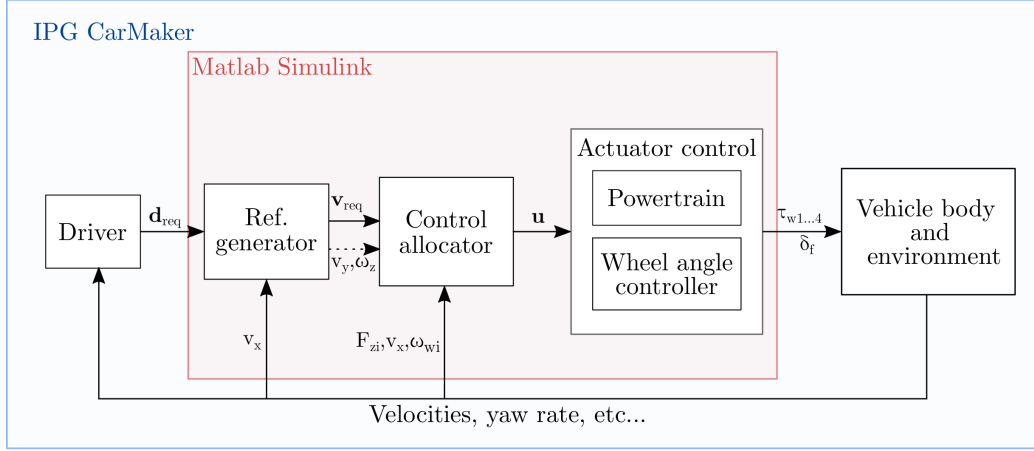 IPG CarMaker
Matlab Simulink
Driver
d_req
Ref.
generator
v_req
v_y,ω_z
Control
allocator
u
Actuator control
Powertrain
Wheel angle
controller
τ_w1...4
δ_f
Vehicle body
and
environment
v_x
F_zi,v_x,ω_wi
Velocities, yaw rate, etc...